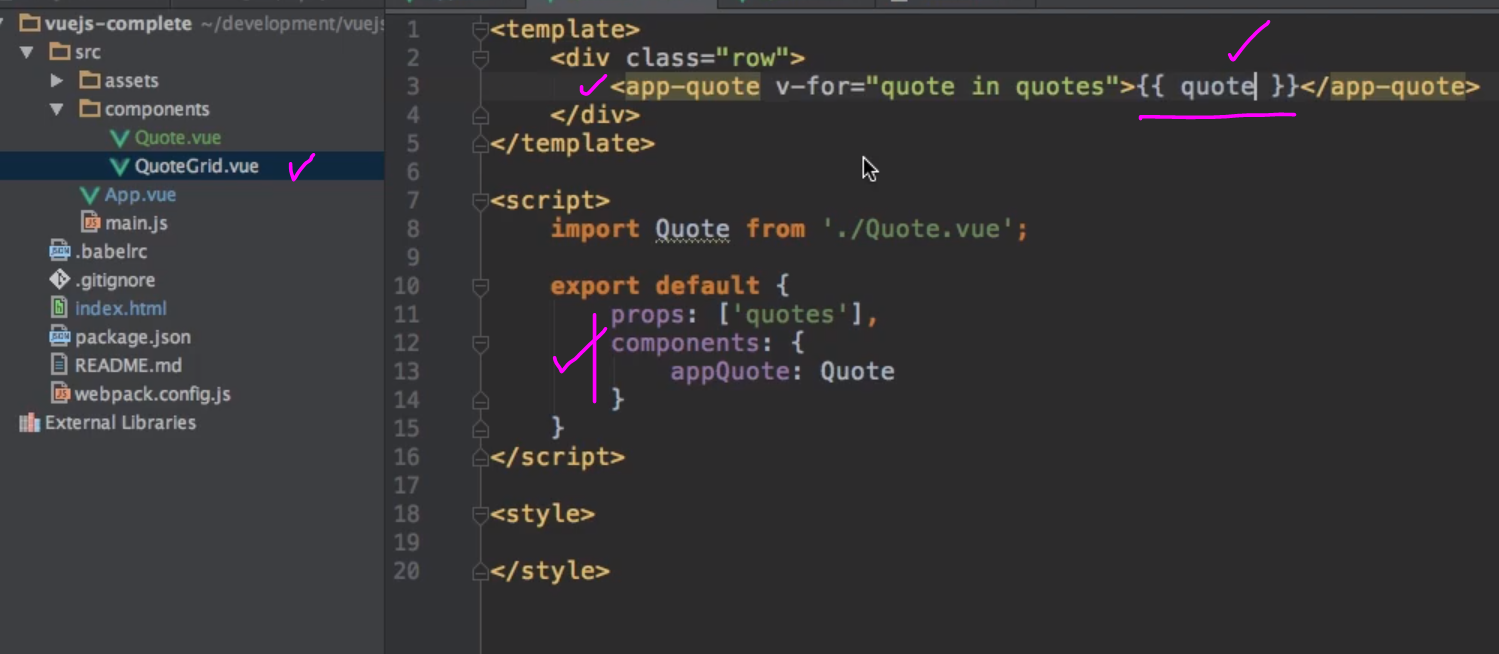 vuejs-complete ~/development/vuejs
src
assets
components
Quote.vue
QuoteGrid.vue
App.vue
main.js
.babelrc
.gitignore
index.html
package.json
README.md
webpack.config.js
External Libraries
1 <template>
2 <div class="row">
3 <app-quote v-for="quote in quotes">{{ quote }}</app-quote>
4 </div>
5 </template>
6
7 <script>
8 import Quote from './Quote.vue';
9
10 export default {
11 props: ['quotes'],
12 components: {
13 appQuote: Quote
14 }
15 }
16 </script>
17
18 <style>
19
20 </style>